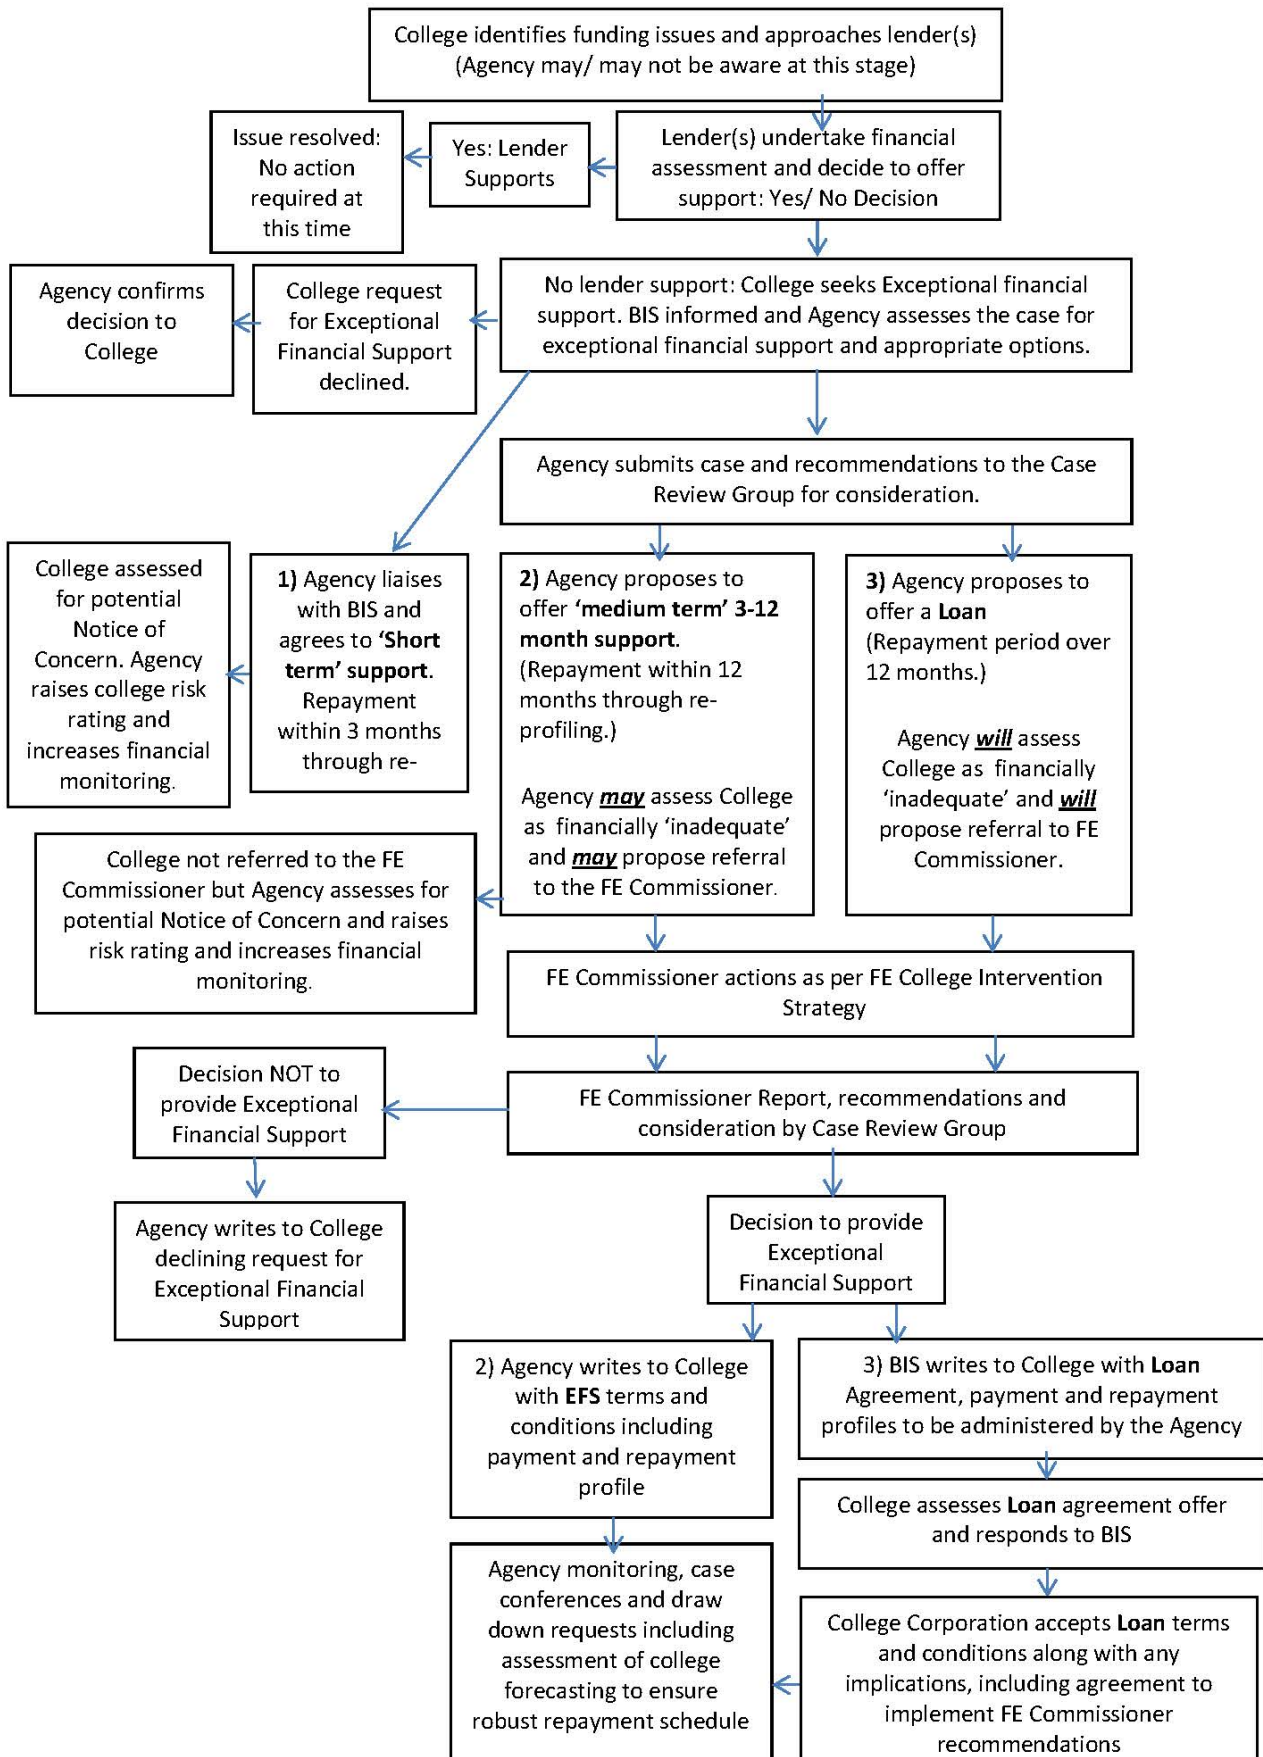 College identifies funding issues and approaches lender(s)
(Agency may/ may not be aware at this stage)
Issue resolved:
No action
required at
this time
Yes: Lender
Supports
Lender(s) undertake financial
assessment and decide to offer
support: Yes/ No Decision
Agency confirms
decision to
College
College request
for Exceptional
Financial Support
declined.
No lender support: College seeks Exceptional financial
support. BIS informed and Agency assesses the case for
exceptional financial support and appropriate options.
Agency submits case and recommendations to the Case
Review Group for consideration.
College assessed
for potential
Notice of
Concern. Agency
raises college risk
rating and
increases financial
monitoring.
1) Agency liaises
with BIS and
agrees to ‘Short
term’ support.
Repayment
within 3 months
through re-
2) Agency proposes to
offer ‘medium term’ 3-12
month support.
(Repayment within 12
months through re-
profiling.)
Agency may assess College
as financially ‘inadequate’
and may propose referral
to the FE Commissioner.
3) Agency proposes to
offer a Loan
(Repayment period over
12 months.)
Agency will assess
College as financially
‘inadequate’ and will
propose referral to FE
Commissioner.
College not referred to the FE
Commissioner but Agency assesses for
potential Notice of Concern and raises
risk rating and increases financial
monitoring.
FE Commissioner actions as per FE College Intervention
Strategy
Decision NOT to
provide Exceptional
Financial Support
FE Commissioner Report, recommendations and
consideration by Case Review Group
Agency writes to College
declining request for
Exceptional Financial
Support
Decision to provide
Exceptional
Financial Support
2) Agency writes to College
with EFS terms and
conditions including
payment and repayment
profile
3) BIS writes to College with Loan
Agreement, payment and repayment
profiles to be administered by the Agency
College assesses Loan agreement offer
and responds to BIS
Agency monitoring, case
conferences and draw
down requests including
assessment of college
forecasting to ensure
robust repayment schedule
College Corporation accepts Loan terms
and conditions along with any
implications, including agreement to
implement FE Commissioner
recommendations